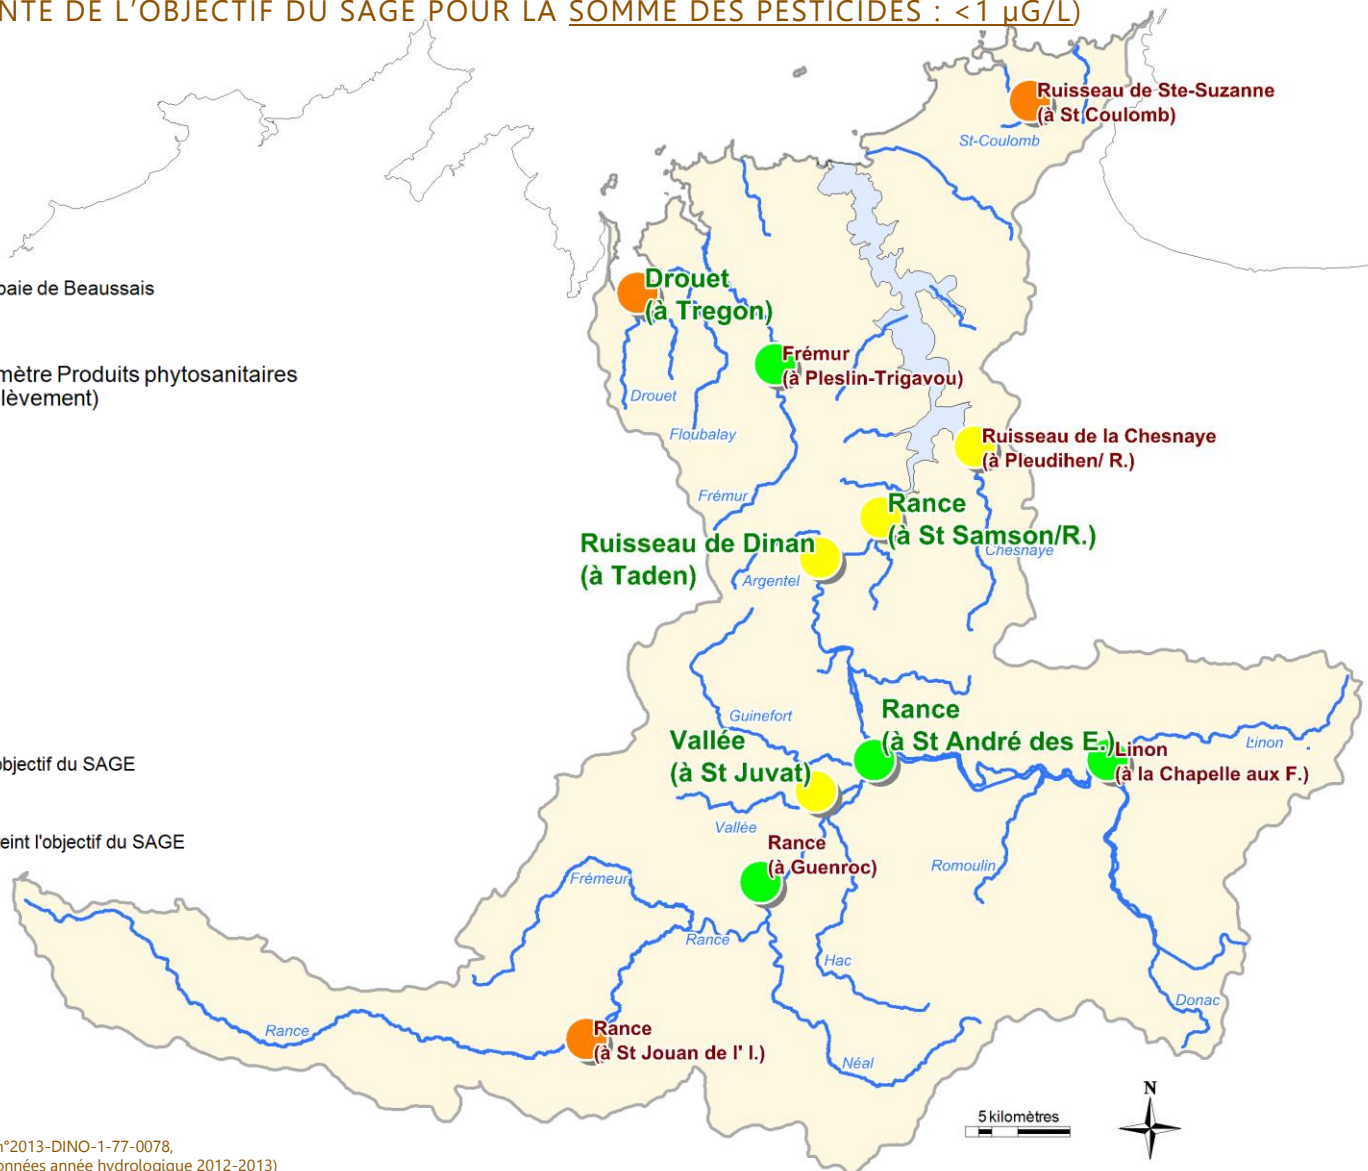 NTE DE L'OBJECTIF DU SAGE POUR LA SOMME DES PESTICIDES : <1 µG/L)
Ruisseau de Ste-Suzanne
(à St Coulomb)
St-Coulomb
Drouet
(à Tregon)
baie de Beaussais
Frémur
(à Pleslin-Trigavou)
mètre Produits phytosanitaires
lèvement)
Drouet
Floubalay
Ruisseau de la Chesnaye
(à Pleudihen/ R.)
Frémur
Rance
(à St Samson/R.)
Chesnaye
Ruisseau de Dinan
(à Taden)
Argentel
Guinefort
Rance
(à St André des E.)
Vallée
(à St Juvat)
Linon
Linon
(à la Chapelle aux F.)
objectif du SAGE
Vallée
teint l'objectif du SAGE
Rance
(à Guenroc)
Romoulin
Frémeur
Rance
Hac
Donac
Rance
Rance
(à St Jouan de l' I.)
Néal
N
5 kilomètres
n°2013-DINO-1-77-0078,
onnées année hydrologique 2012-2013)